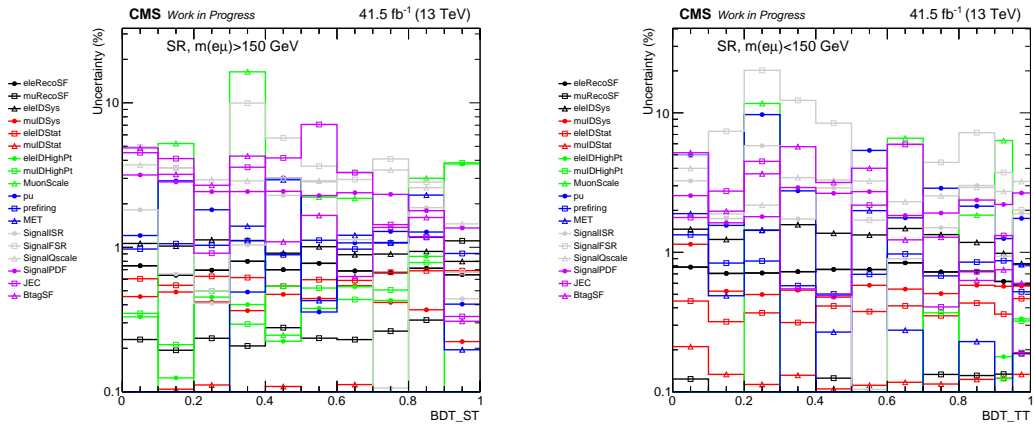 CMS Work in Progress 41.5 fb⁻¹ (13 TeV)
SR, m(eμ)>150 GeV
Uncertainty (%)
10
1
0.1
eleRecoSF
muRecoSF
eleIDSys
muIDSys
eleIDStat
muIDStat
eleIDHighPt
muIDHighPt
MuonScale
pu
prefiring
MET
SignalISR
SignalFSR
SignalQscale
SignalPDF
JEC
BtagSF
0 0.2 0.4 0.6 0.8 1
BDT_ST
CMS Work in Progress 41.5 fb⁻¹ (13 TeV)
SR, m(eμ)<150 GeV
Uncertainty (%)
10
1
0.1
eleRecoSF
muRecoSF
eleIDSys
muIDSys
eleIDStat
muIDStat
eleIDHighPt
muIDHighPt
MuonScale
pu
prefiring
MET
SignalISR
SignalFSR
SignalQscale
SignalPDF
JEC
BtagSF
0 0.2 0.4 0.6 0.8 1
BDT_TT